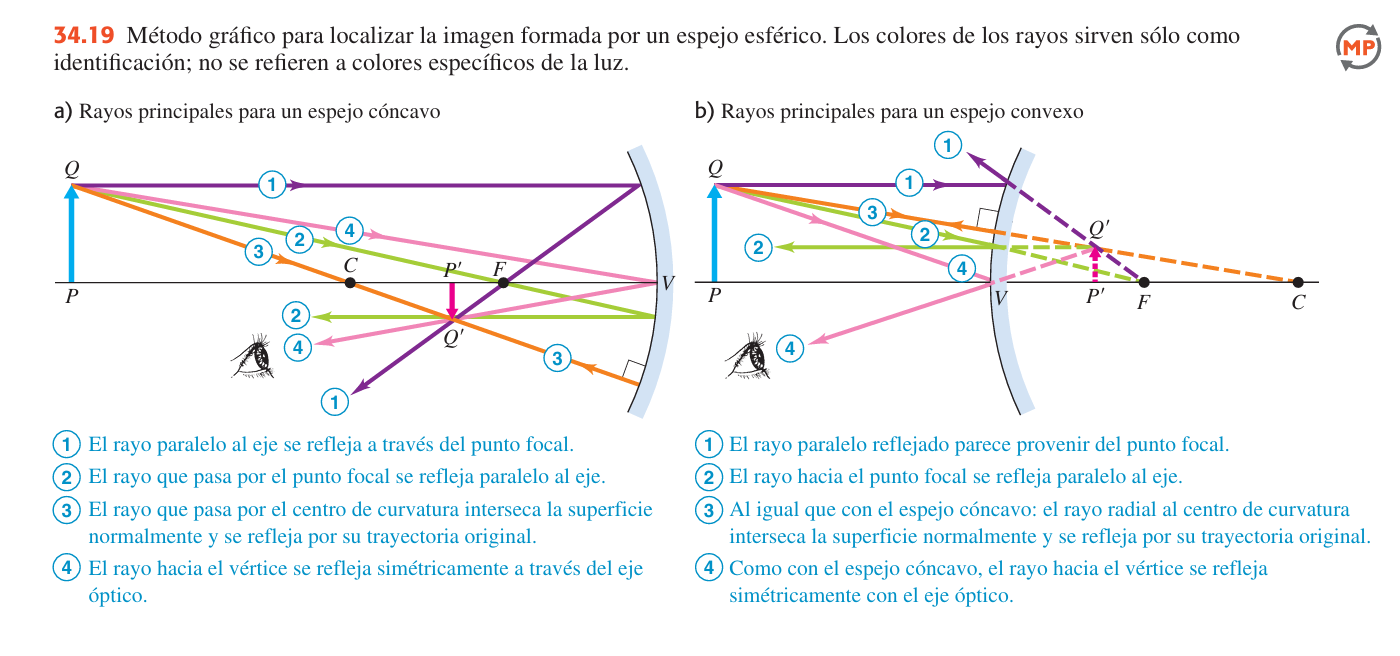 34.19 Método gráfico para localizar la imagen formada por un espejo esférico. Los colores de los rayos sirven sólo como
identificación; no se refieren a colores específicos de la luz.
MP
a) Rayos principales para un espejo cóncavo
Q
1
4
2
3
C
P′
F
V
P
2
4
Q′
3
1
1 El rayo paralelo al eje se refleja a través del punto focal.
2 El rayo que pasa por el punto focal se refleja paralelo al eje.
3 El rayo que pasa por el centro de curvatura interseca la superficie
normalmente y se refleja por su trayectoria original.
4 El rayo hacia el vértice se refleja simétricamente a través del eje
óptico.
b) Rayos principales para un espejo convexo
1
Q
1
3
2
Q′
2
4
P
V
P′
F
C
4
1 El rayo paralelo reflejado parece provenir del punto focal.
2 El rayo hacia el punto focal se refleja paralelo al eje.
3 Al igual que con el espejo cóncavo: el rayo radial al centro de curvatura
interseca la superficie normalmente y se refleja por su trayectoria original.
4 Como con el espejo cóncavo, el rayo hacia el vértice se refleja
simétricamente con el eje óptico.